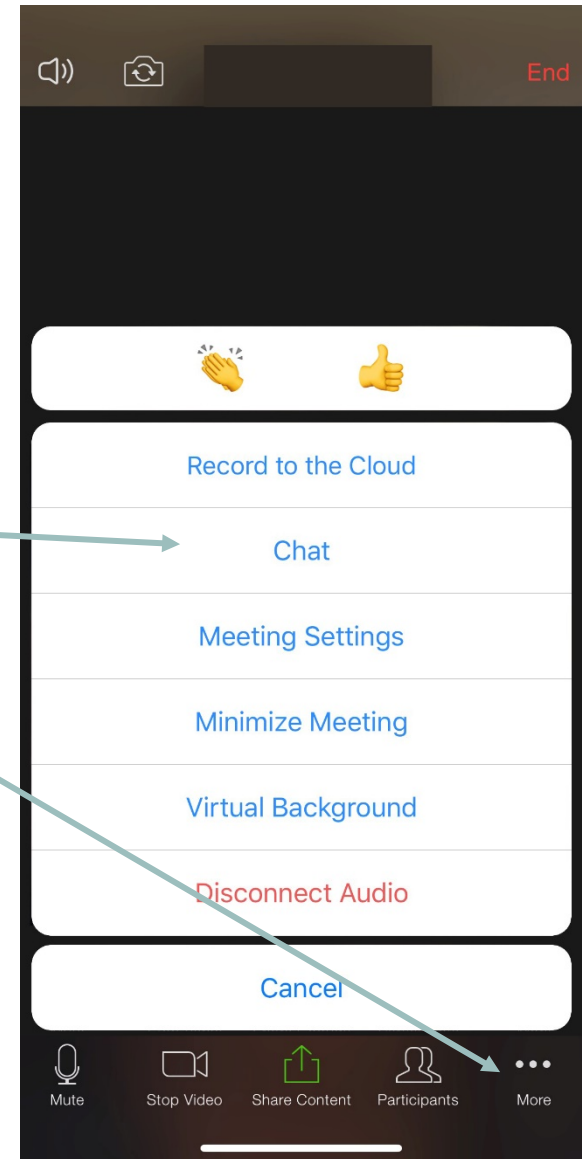 End
Record to the Cloud
Chat
Meeting Settings
Minimize Meeting
Virtual Background
Disconnect Audio
Cancel
Mute Stop Video Share Content Participants More